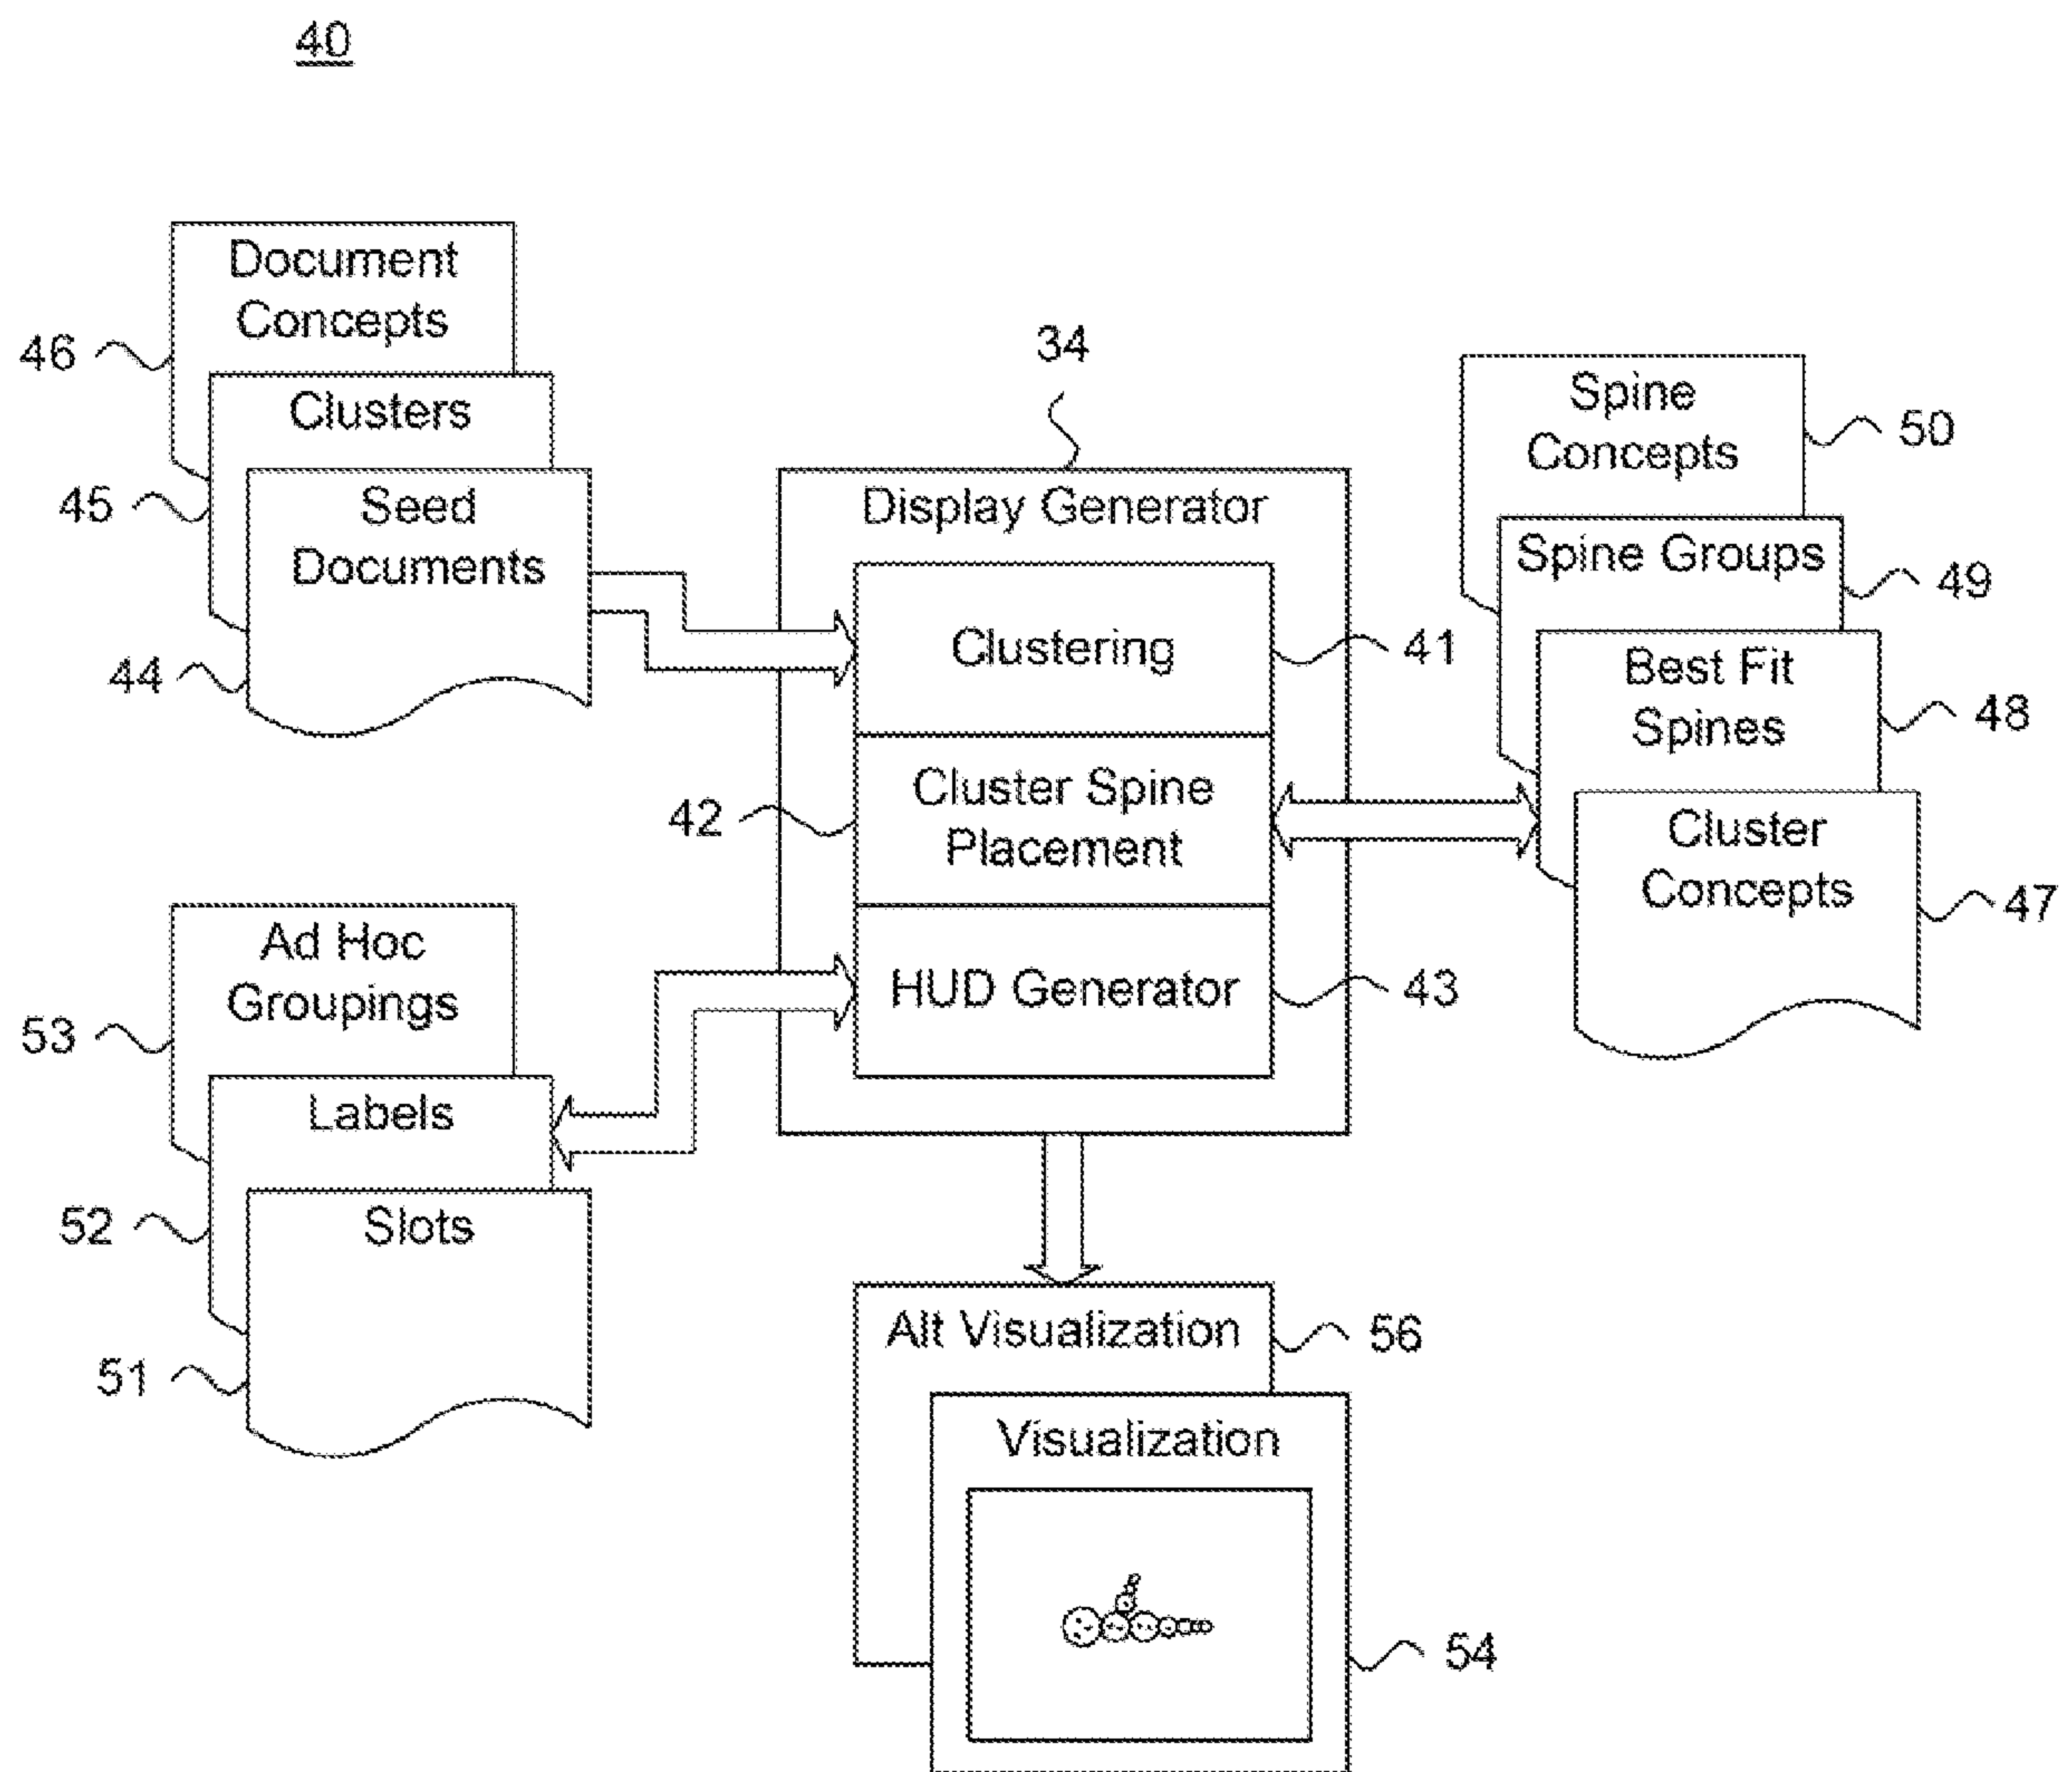 40
Document
Concepts
46
Clusters
45
Seed
Documents
44
34
Display Generator
Clustering
41
Cluster Spine
Placement
42
HUD Generator
43
Spine
Concepts
50
Spine Groups
49
Best Fit
Spines
48
Cluster
Concepts
47
Ad Hoc
Groupings
53
Labels
52
Slots
51
Alt Visualization
56
Visualization
54